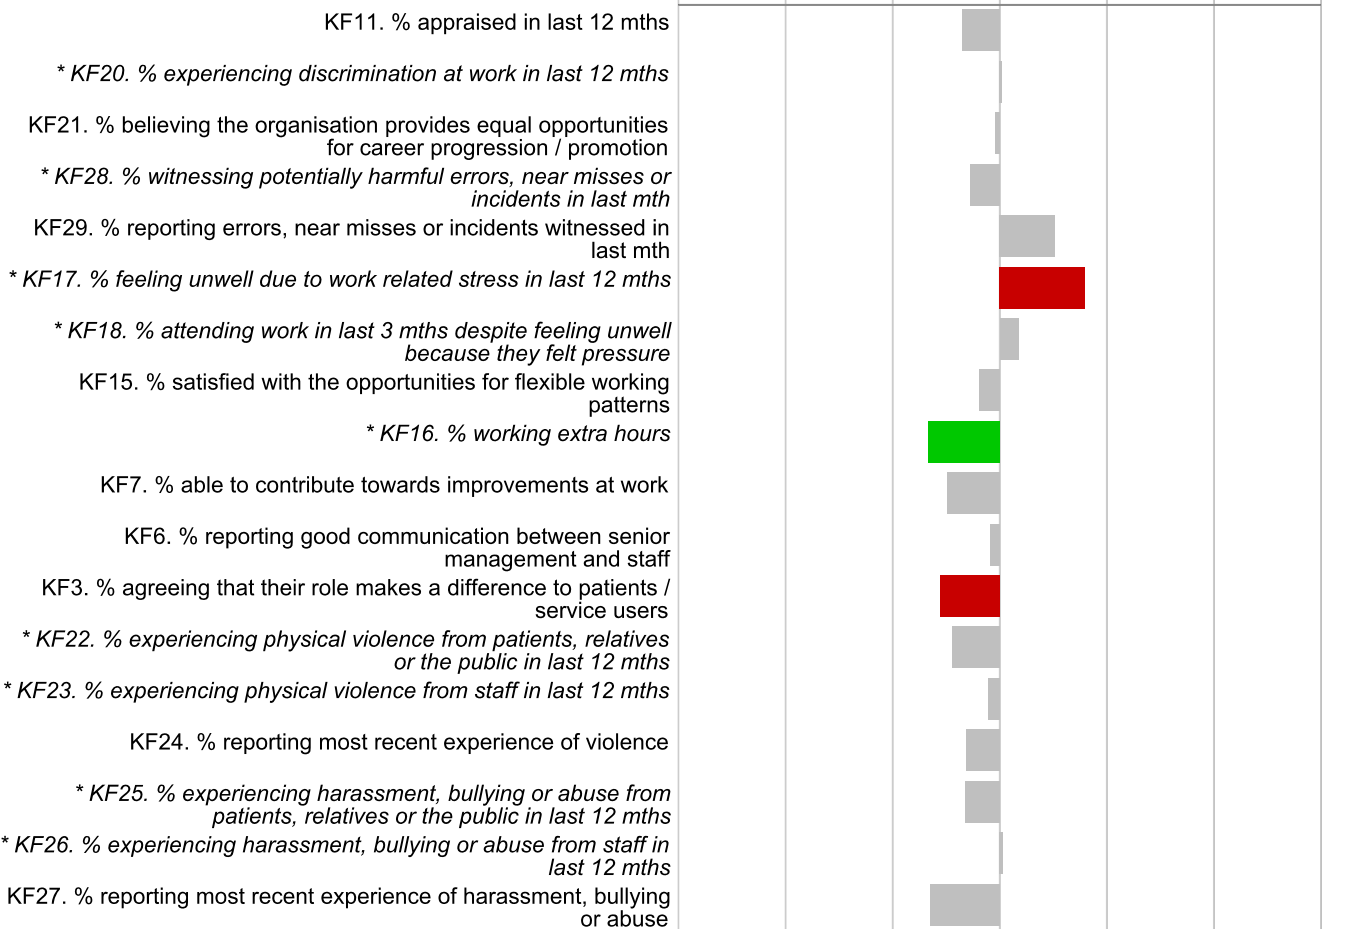 KF11. % appraised in last 12 mths
* KF20. % experiencing discrimination at work in last 12 mths
KF21. % believing the organisation provides equal opportunities
for career progression / promotion
* KF28. % witnessing potentially harmful errors, near misses or
incidents in last mth
KF29. % reporting errors, near misses or incidents witnessed in
last mth
* KF17. % feeling unwell due to work related stress in last 12 mths
* KF18. % attending work in last 3 mths despite feeling unwell
because they felt pressure
KF15. % satisfied with the opportunities for flexible working
patterns
* KF16. % working extra hours
KF7. % able to contribute towards improvements at work
KF6. % reporting good communication between senior
management and staff
KF3. % agreeing that their role makes a difference to patients /
service users
* KF22. % experiencing physical violence from patients, relatives
or the public in last 12 mths
* KF23. % experiencing physical violence from staff in last 12 mths
KF24. % reporting most recent experience of violence
* KF25. % experiencing harassment, bullying or abuse from
patients, relatives or the public in last 12 mths
* KF26. % experiencing harassment, bullying or abuse from staff in
last 12 mths
KF27. % reporting most recent experience of harassment, bullying
or abuse